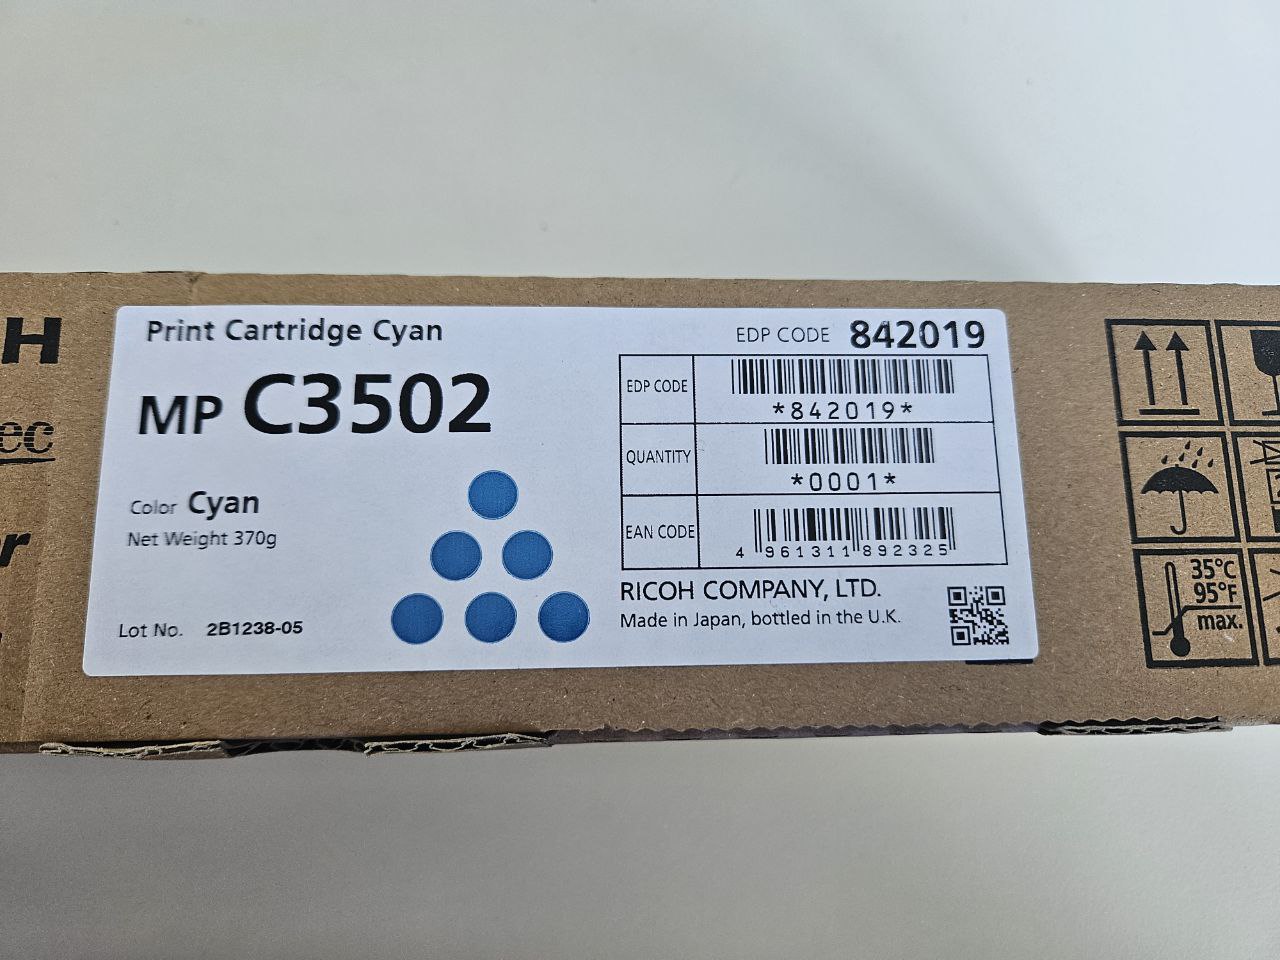 H
ec
r
Print Cartridge Cyan
MP C3502
Color Cyan
Net Weight 370g
Lot No. 2B1238-05
EDP CODE 842019
EDP CODE
*842019*
QUANTITY
*0001*
EAN CODE
4 961311 892325
RICOH COMPANY, LTD.
Made in Japan, bottled in the U.K.
35°C
95°F
max.